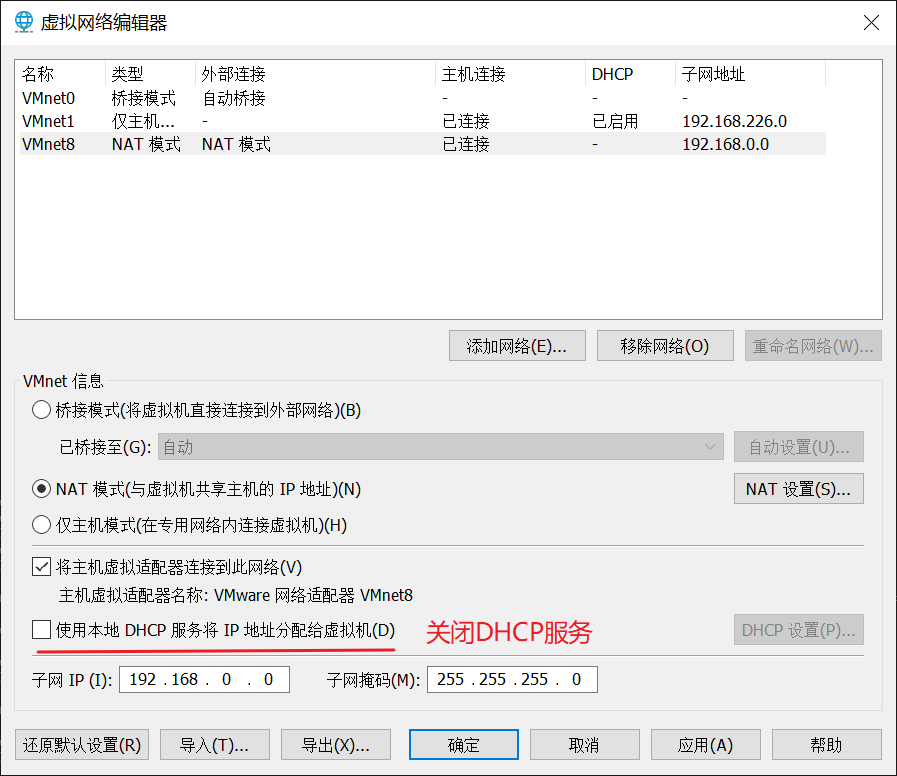 虚拟网络编辑器
名称 类型 外部连接 主机连接 DHCP 子网地址
VMnet0 桥接模式 自动桥接 - - -
VMnet1 仅主机... - 已连接 已启用 192.168.226.0
VMnet8 NAT 模式 NAT 模式 已连接 - 192.168.0.0
添加网络(E)... 移除网络(O) 重命名网络(W)...
VMnet 信息
桥接模式(将虚拟机直接连接到外部网络)(B)
已桥接至(G): 自动 自动设置(U)...
NAT 模式(与虚拟机共享主机的 IP 地址)(N) NAT 设置(S)...
仅主机模式(在专用网络内连接虚拟机)(H)
将主机虚拟适配器连接到此网络(V)
主机虚拟适配器名称: VMware 网络适配器 VMnet8
使用本地 DHCP 服务将 IP 地址分配给虚拟机(D) 关闭DHCP服务 DHCP 设置(P)...
子网 IP (I): 192 . 168 . 0 . 0 子网掩码(M): 255 . 255 . 255 . 0
还原默认设置(R) 导入(T)... 导出(X)... 确定 取消 应用(A) 帮助